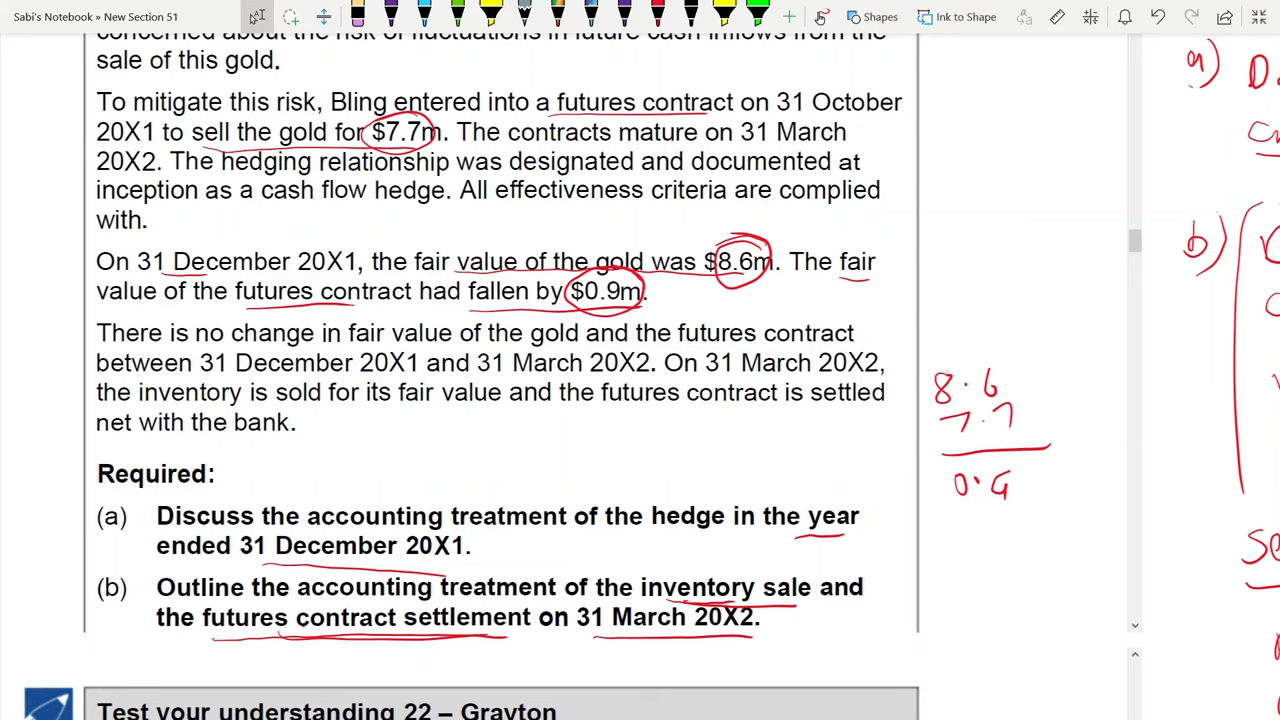 Sabi's Notebook » New Section 51
Shapes
Ink to Shape
concerned about the risk of fluctuations in future cash inflows from the
sale of this gold.
To mitigate this risk, Bling entered into a futures contract on 31 October
20X1 to sell the gold for $7.7m. The contracts mature on 31 March
20X2. The hedging relationship was designated and documented at
inception as a cash flow hedge. All effectiveness criteria are complied
with.
On 31 December 20X1, the fair value of the gold was $8.6m. The fair
value of the futures contract had fallen by $0.9m.
There is no change in fair value of the gold and the futures contract
between 31 December 20X1 and 31 March 20X2. On 31 March 20X2,
the inventory is sold for its fair value and the futures contract is settled
net with the bank.
Required:
(a) Discuss the accounting treatment of the hedge in the year
ended 31 December 20X1.
(b) Outline the accounting treatment of the inventory sale and
the futures contract settlement on 31 March 20X2.
Test your understanding 22 – Grayton
8.6
7.7
0.9
a)
b)